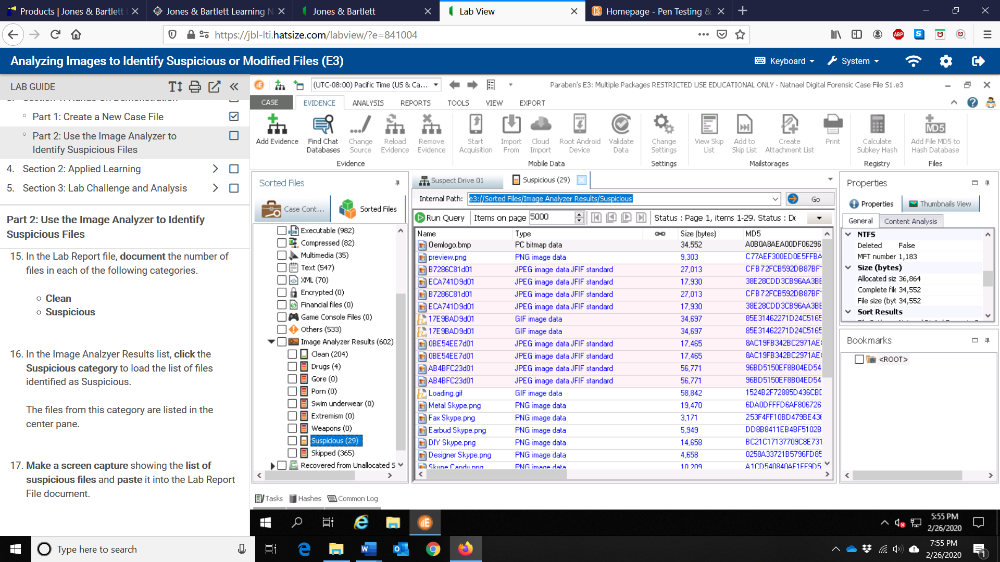 Products | Jones & Bartlett
Jones & Bartlett Learning N
Jones & Bartlett
Lab View
Homepage - Pen Testing &
https://jbl-lti.hatsize.com/labview/?e=841004
Analyzing Images to Identify Suspicious or Modified Files (E3)
Keyboard
System
LAB GUIDE
Part 1: Create a New Case File
Part 2: Use the Image Analyzer to
Identify Suspicious Files
4. Section 2: Applied Learning
5. Section 3: Lab Challenge and Analysis
Part 2: Use the Image Analyzer to Identify
Suspicious Files
15. In the Lab Report file, document the number of
files in each of the following categories.
Clean
Suspicious
16. In the Image Analzyer Results list, click the
Suspicious category to load the list of files
identified as Suspicious.
The files from this category are listed in the
center pane.
17. Make a screen capture showing the list of
suspicious files and paste it into the Lab Report
File document.
(UTC-08:00) Pacific Time (US & Ca...
Paraben's E3: Multiple Packages RESTRICTED USE EDUCATIONAL ONLY - Natnael Digital Forensic Case File S1.e3
CASE
EVIDENCE
ANALYSIS
REPORTS
TOOLS
VIEW
EXPORT
Add Evidence
Find Chat
Databases
Change
Source
Reload
Evidence
Remove
Evidence
Start
Acquisition
Import
From
Cloud
Import
Root Android
Device
Validate
Data
Change
Settings
View Skip
List
Add to
Skip List
Create
Attachment List
Print
Calculate
Subkey Hash
MD5
Add File MD5 to
Hash Database
Evidence
Mobile Data
Settings
Mailstorages
Registry
Files
Sorted Files
Case Cont...
Sorted Files
Executable (982)
Compressed (82)
Multimedia (35)
Text (547)
XML (70)
Encrypted (0)
Financial files (0)
Game Console Files (0)
Others (533)
Image Analyzer Results (602)
Clean (204)
Drugs (4)
Gore (0)
Porn (0)
Swim underwear (0)
Extremism (0)
Weapons (0)
Suspicious (29)
Skipped (365)
Recovered from Unallocated S
Suspect Drive 01
Suspicious (29)
Internal Path: e3://Sorted Files/Image Analyzer Results/Suspicious
Go
Run Query
Items on page 5000
Status : Page 1, items 1-29. Status : Dc
Name Type Size (bytes) MD5
Oemlogo.bmp PC bitmap data 34,552 A0B0A8AEA00DF06296
preview.png PNG image data 9,303 C77AEF300ED0E5FFBA
B7286C81d01 JPEG image data JFIF standard 27,013 CFB72FCB592DB87BF
ECA741D9d01 JPEG image data JFIF standard 17,930 38E28CDD3CB96AA3BE
B7286C81d01 JPEG image data JFIF standard 27,013 CFB72FCB592DB87BF
ECA741D9d01 JPEG image data JFIF standard 17,930 38E28CDD3CB96AA3BE
17E9BAD9d01 GIF image data 34,697 85E31462271D24C5165
17E9BAD9d01 GIF image data 34,697 85E31462271D24C5165
0BE54EE7d01 JPEG image data JFIF standard 17,465 8AC19FB342BC2971AE
0BE54EE7d01 JPEG image data JFIF standard 17,465 8AC19FB342BC2971AE
AB4BFC23d01 JPEG image data JFIF standard 56,771 96BD5150EF8B04ED54
AB4BFC23d01 JPEG image data JFIF standard 56,771 96BD5150EF8B04ED54
Loading.gif GIF image data 58,842 1524B2F72885D436CBD
Metal Skype.png PNG image data 19,470 6DA0DFFFD6AF806726
Fax Skype.png PNG image data 3,171 253F4FF10BD479BE436
Earbud Skype.png PNG image data 5,949 DD8B8411EB4BF5102B
DIY Skype.png PNG image data 14,658 BC21C17137709C8E731
Designer Skype.png PNG image data 4,658 0258A33721B5796FD85
Skype Candy.png PNG image data 10,209 A1CD540840AF1FF9D5
Properties
Properties
Thumbnails View
General
Content Analysis
NTFS
Deleted False
MFT number 1,183
Size (bytes)
Allocated siz 36,864
Complete fil 34,552
File size (byt 34,552
Sort Results
Bookmarks
<ROOT>
Tasks
Hashes
Common Log
5:55 PM
2/26/2020
Type here to search
7:55 PM
2/26/2020
1